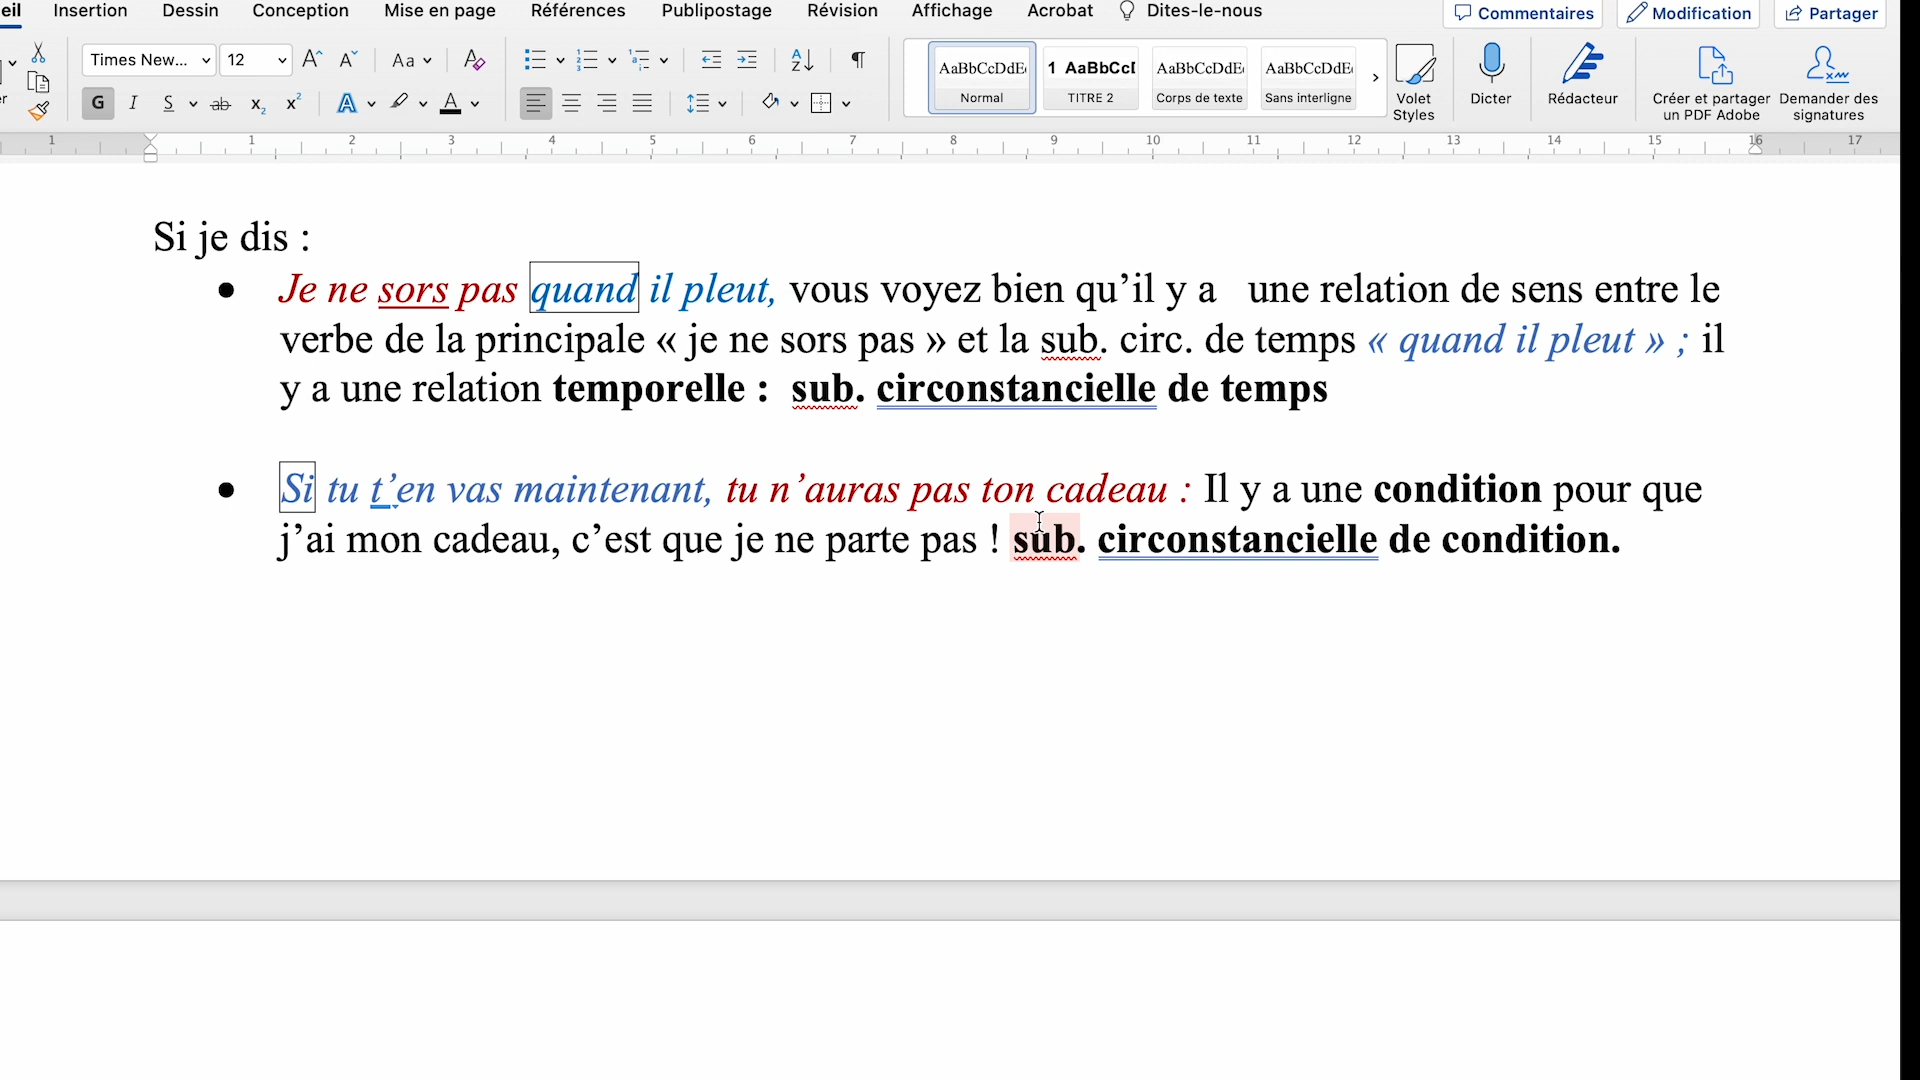 eil Insertion Dessin Conception Mise en page Références Publipostage Révision Affichage Acrobat Dites-le-nous Commentaires Modification Partager
Times New... 12 Aa
AaBbCcDdE AaBbCcDdE AaBbCcDdE
1 AaBbCcI
Normal TITRE 2 Corps de texte Sans interligne
G I S ab x₂ x² A A
Volet
Styles
Dicter
Rédacteur
Créer et partager
un PDF Adobe
Demander des
signatures
1 1 2 3 4 5 6 7 8 9 10 11 12 13 14 15 16 17
Si je dis :
• Je ne sors pas quand il pleut, vous voyez bien qu’il y a une relation de sens entre le
verbe de la principale « je ne sors pas » et la sub. circ. de temps « quand il pleut » ; il
y a une relation temporelle : sub. circonstancielle de temps
• Si tu t’en vas maintenant, tu n’auras pas ton cadeau : Il y a une condition pour que
j’ai mon cadeau, c’est que je ne parte pas ! sub. circonstancielle de condition.